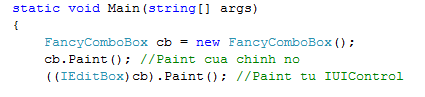 static void Main(string[] args)
{
FancyComboBox cb = new FancyComboBox();
cb.Paint(); //Paint cua chinh no
((IEditBox)cb).Paint(); //Paint tu IUIControl